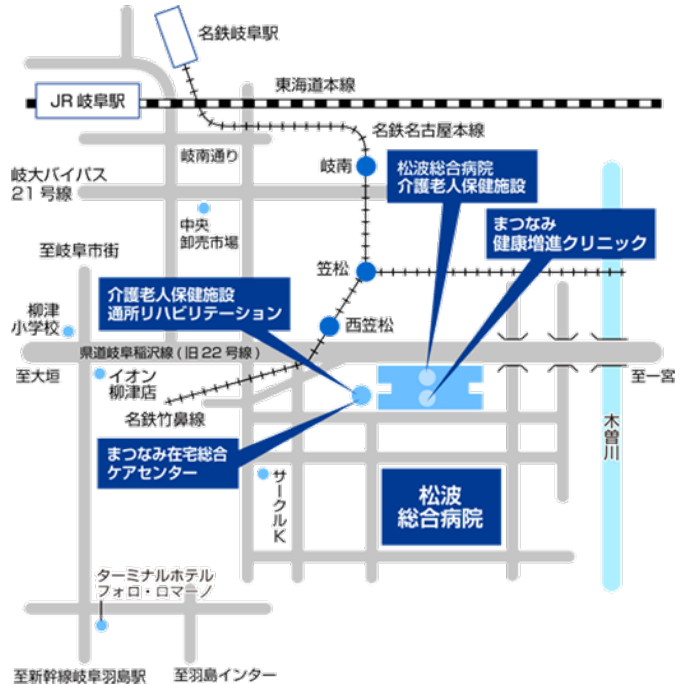 名鉄岐阜駅
東海道本線
JR岐阜駅
名鉄名古屋本線
岐南通り
岐南
松波総合病院
介護老人保健施設
岐大バイパス
21号線
中央
卸売市場
まつなみ
健康増進クリニック
至岐阜市街
笠松
介護老人保健施設
通所リハビリテーション
柳津
小学校
西笠松
県道岐阜稲沢線(旧22号線)
至大垣
イオン
柳津店
至一宮
名鉄竹鼻線
木曽川
まつなみ在宅総合
ケアセンター
サークルK
松波
総合病院
ターミナルホテル
フォロ・ロマーノ
至新幹線岐阜羽島駅
至羽島インター